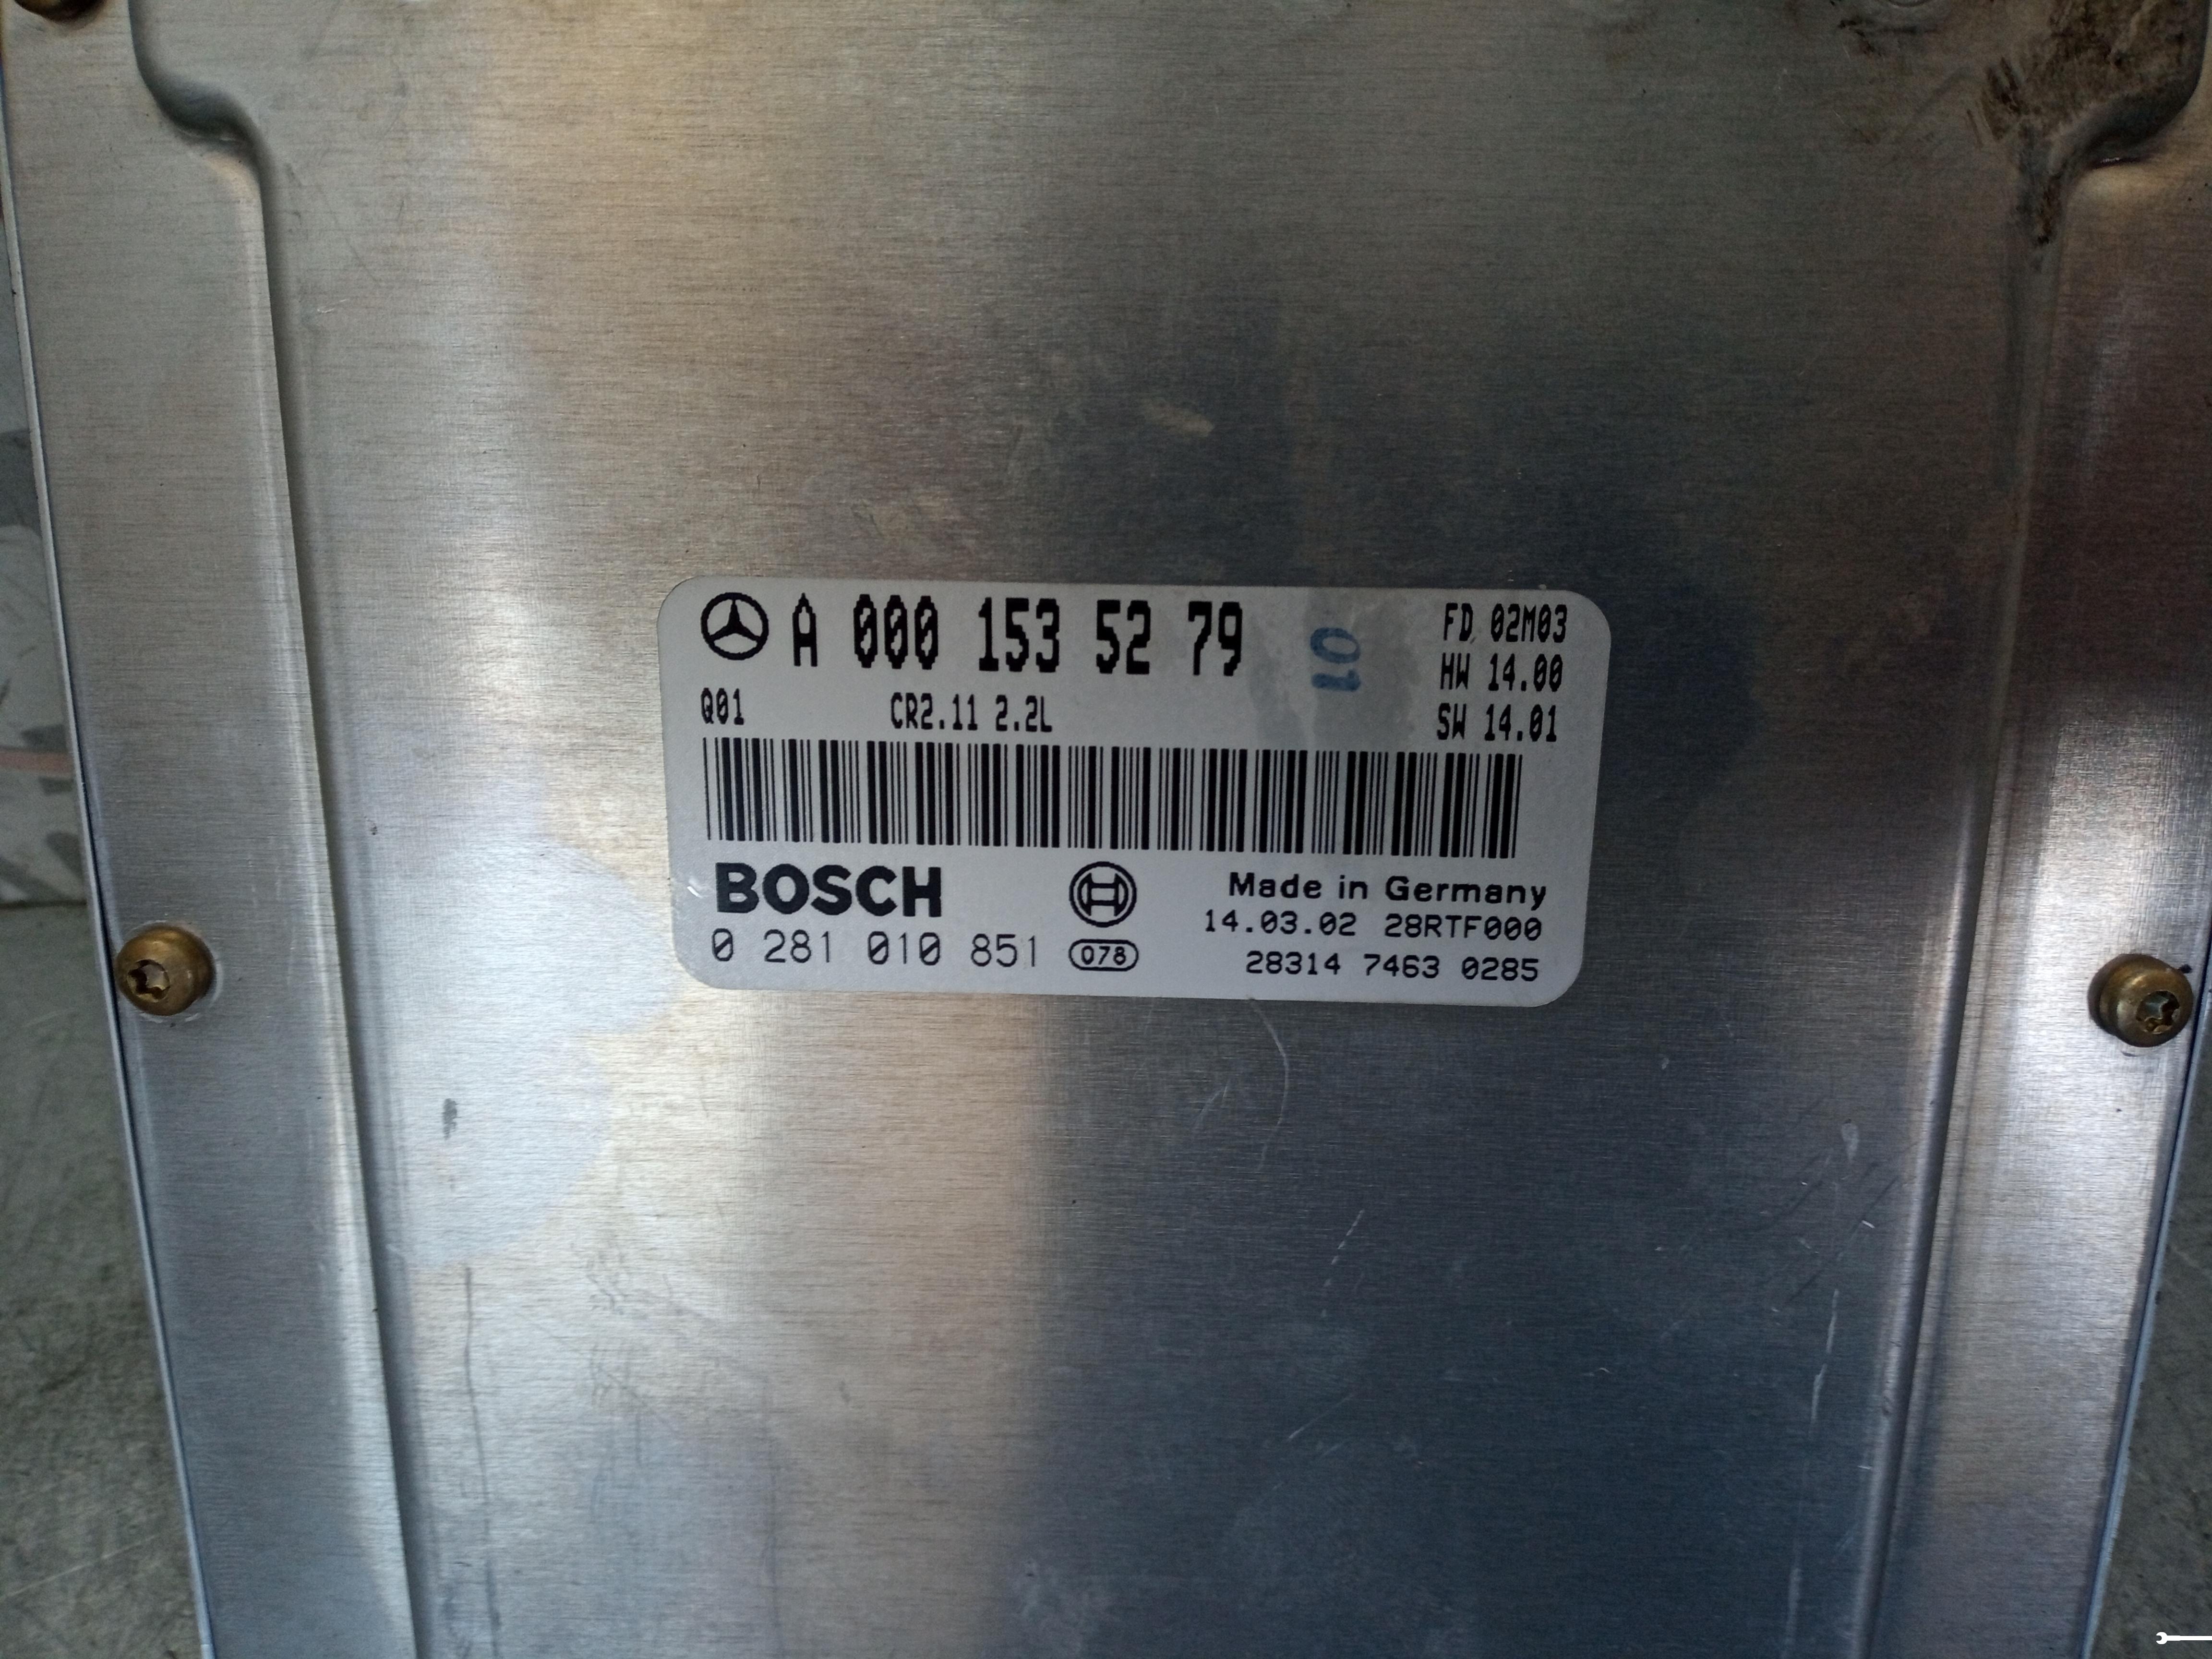 A 000 153 52 79
01
FD 02M03
HW 14.00
Q01 CR2.11 2.2L
SW 14.01
BOSCH
Made in Germany
14.03.02 28RTF000
0 281 010 851 078
28314 7463 0285